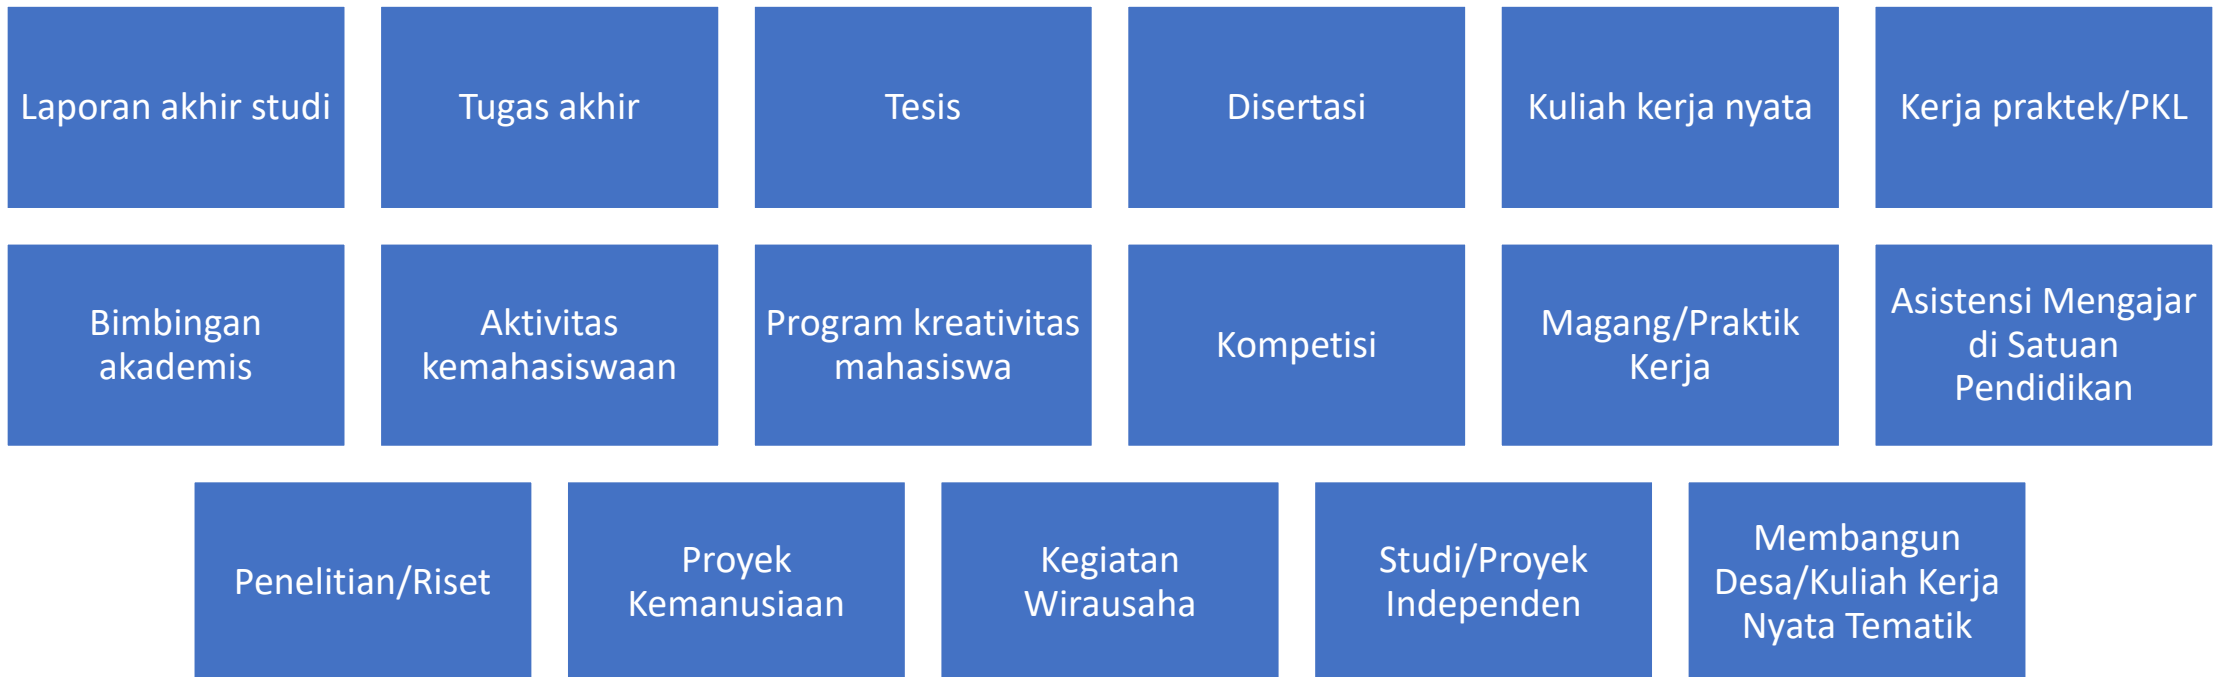 Laporan akhir studi
Tugas akhir
Tesis
Disertasi
Kuliah kerja nyata
Kerja praktek/PKL
Bimbingan
akademis
Aktivitas
kemahasiswaan
Program kreativitas
mahasiswa
Kompetisi
Magang/Praktik
Kerja
Asistensi Mengajar
di Satuan
Pendidikan
Penelitian/Riset
Proyek
Kemanusiaan
Kegiatan
Wirausaha
Studi/Proyek
Independen
Membangun
Desa/Kuliah Kerja
Nyata Tematik